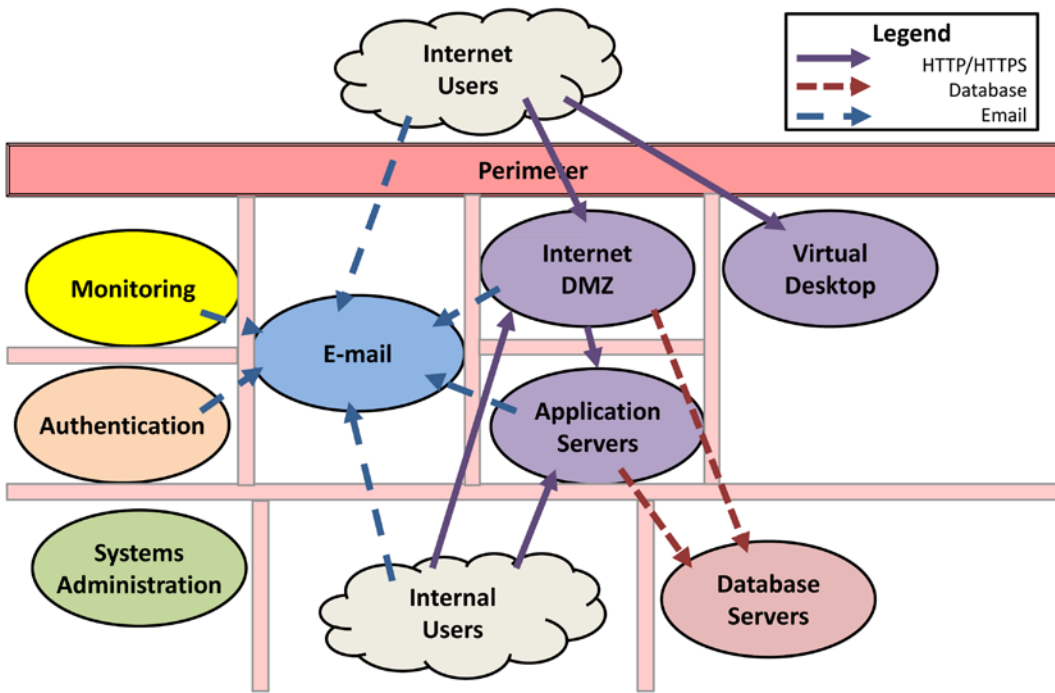 Internet
Users
Legend
HTTP/HTTPS
Database
Email
Perimeter
Monitoring
Internet
DMZ
Virtual
Desktop
E-mail
Authentication
Application
Servers
Systems
Administration
Internal
Users
Database
Servers